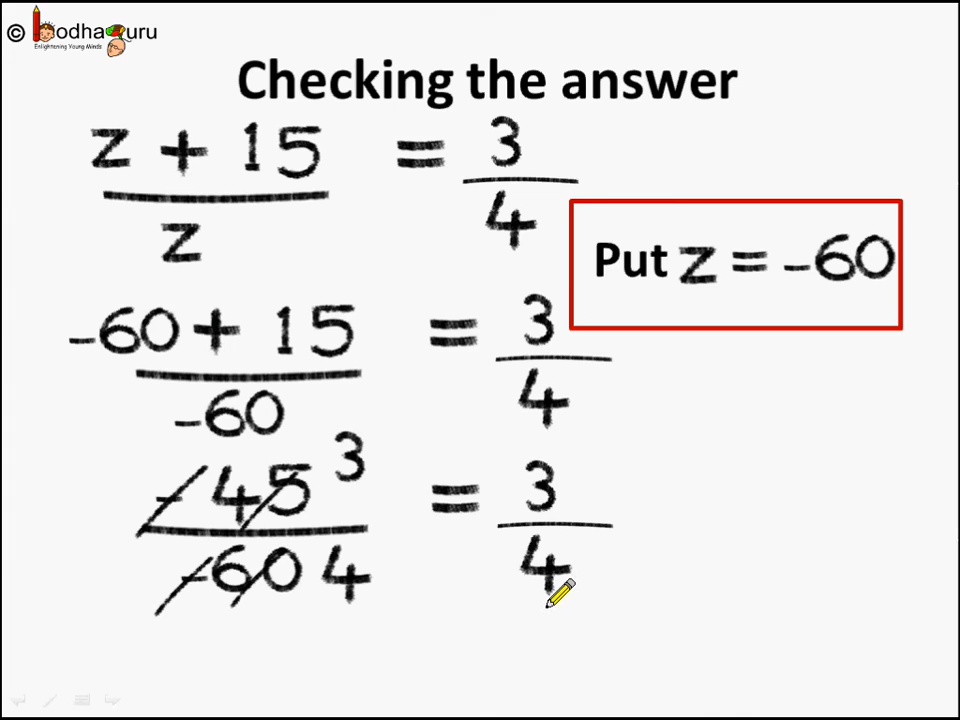 © BodhaGuru
Enlightening Young Minds
Checking the answer
z + 15 = 3
z 4
Put z = -60
-60 + 15 = 3
-60 4
-45 3 = 3
-60 4 4